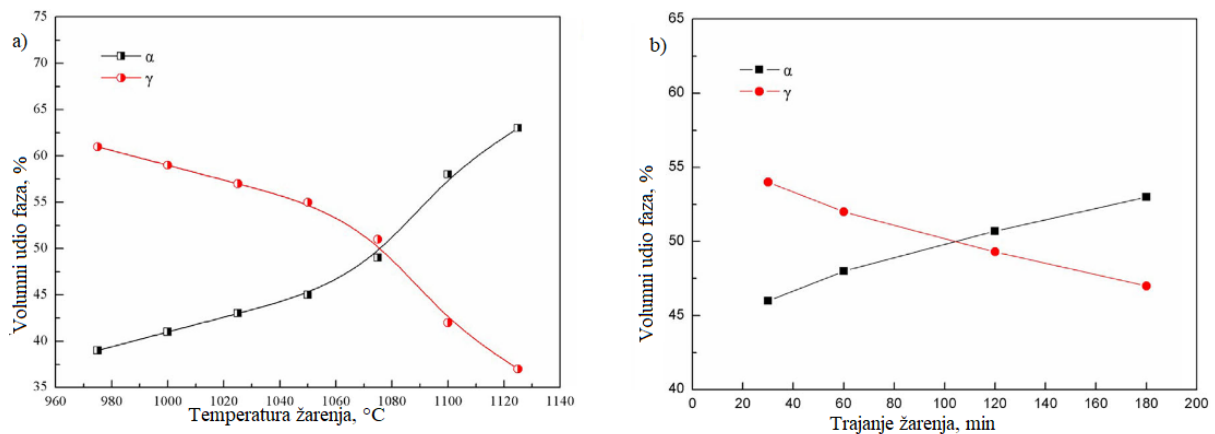 a)
75
70
65
60
55
50
45
40
35
α
γ
Volumni udio faza, %
960 980 1000 1020 1040 1060 1080 1100 1120 1140
Temperatura žarenja, °C
b)
65
60
55
50
45
40
α
γ
Volumni udio faza, %
0 20 40 60 80 100 120 140 160 180 200
Trajanje žarenja, min